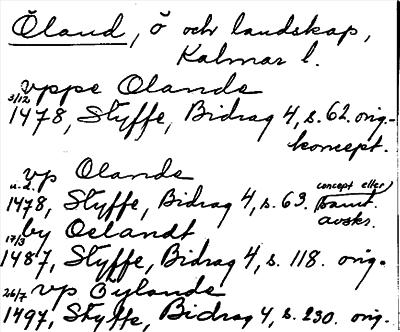 Öland, ö och landskap,
Kalmar l.
vppe Olande
3/12 1478, Styffe, Bidrag 4, s. 62. orig.-
koncept.
vp Olande
u.d. 1478, Styffe, Bidrag 4, s. 63. (concept eller) samt.
avskr.
by Oelandt
17/3 1487, Styffe, Bidrag 4, s. 118. orig.
vp Øylande
26/7 1497, Styffe, Bidrag 4, s. 230. orig.